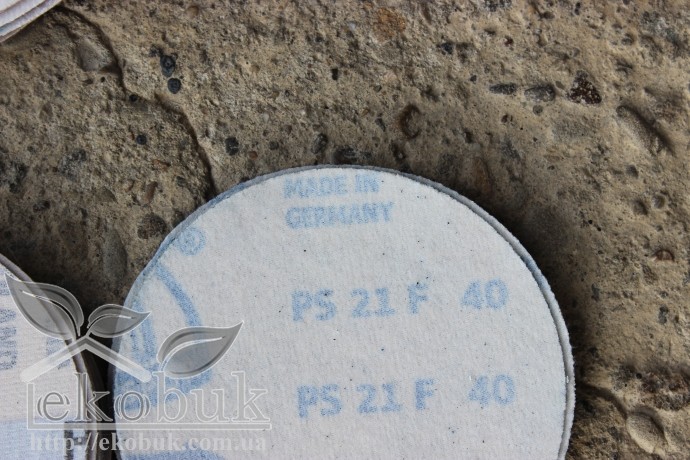 MADE IN
GERMANY
®
PS 21 F 40
PS 21 F 40
ekobuk
http://ekobuk.com.ua